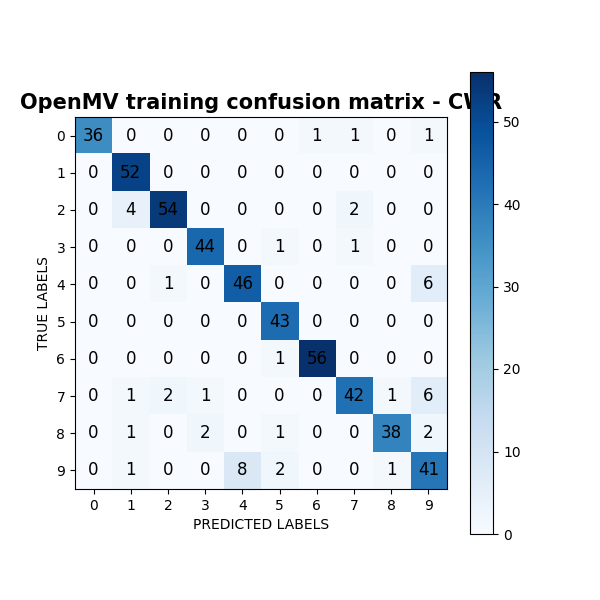 OpenMV training confusion matrix - CWR
TRUE LABELS
0 36 0 0 0 0 0 1 1 0 1
1 0 52 0 0 0 0 0 0 0 0
2 0 4 54 0 0 0 0 2 0 0
3 0 0 0 44 0 1 0 1 0 0
4 0 0 1 0 46 0 0 0 0 6
5 0 0 0 0 0 43 0 0 0 0
6 0 0 0 0 0 1 56 0 0 0
7 0 1 2 1 0 0 0 42 1 6
8 0 1 0 2 0 1 0 0 38 2
9 0 1 0 0 8 2 0 0 1 41
0 1 2 3 4 5 6 7 8 9
PREDICTED LABELS
50
40
30
20
10
0